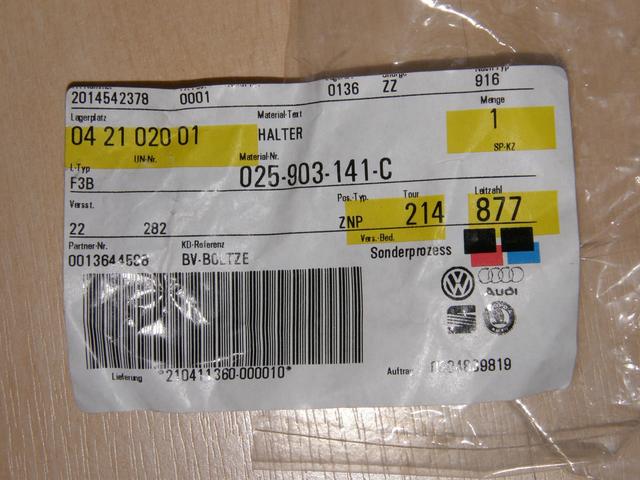 2014542378 0001 0136 ZZ 916
Lagerplatz Material-Text Menge
04 21 020 01 HALTER 1
UN-Nr. SP-KZ
L-Typ Material-Nr.
F3B 025-903-141-C
Versst. Pos.-Typ. Tour Leitzahl
22 282 ZNP 214 877
Partner-Nr. KD-Referenz Vers.-Bed.
BV-BOLTZE Sonderprozess
AUDI
Lieferung *210411360-000010* Auftrag